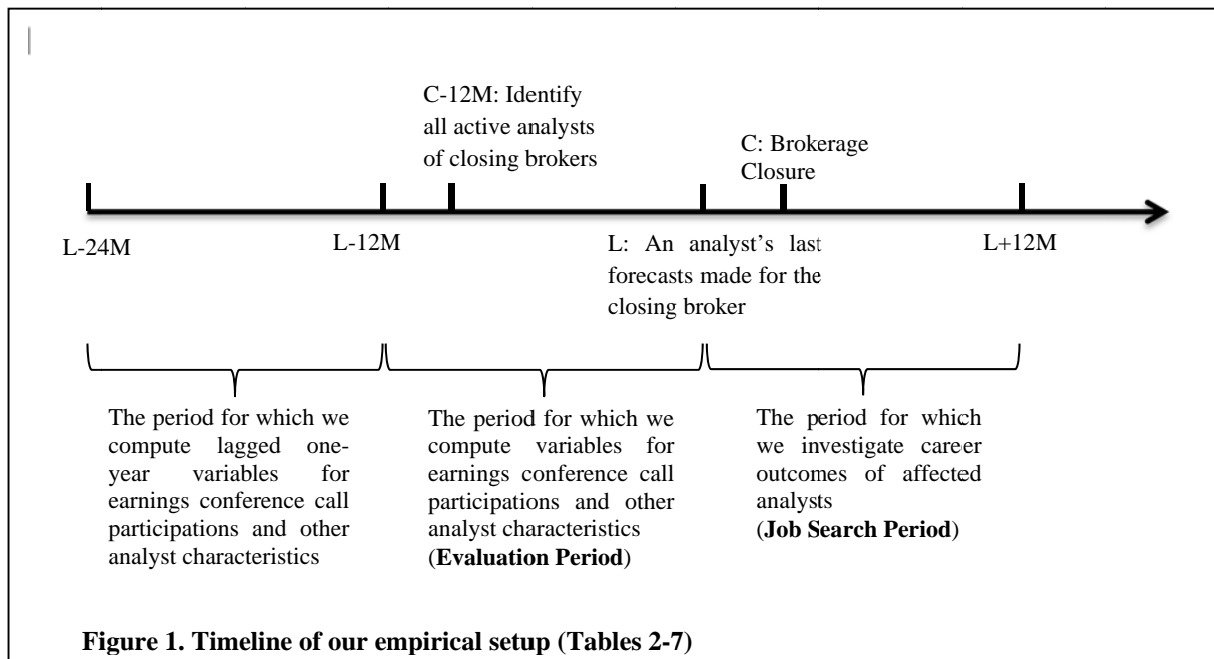 C-12M: Identify
all active analysts
of closing brokers
C: Brokerage
Closure
L-24M
L-12M
L: An analyst's last
forecasts made for the
closing broker
L+12M
The period for which we
compute lagged one-
year variables for
earnings conference call
participations and other
analyst characteristics
The period for which we
compute variables for
earnings conference call
participations and other
analyst characteristics
(Evaluation Period)
The period for which
we investigate career
outcomes of affected
analysts
(Job Search Period)
Figure 1. Timeline of our empirical setup (Tables 2-7)